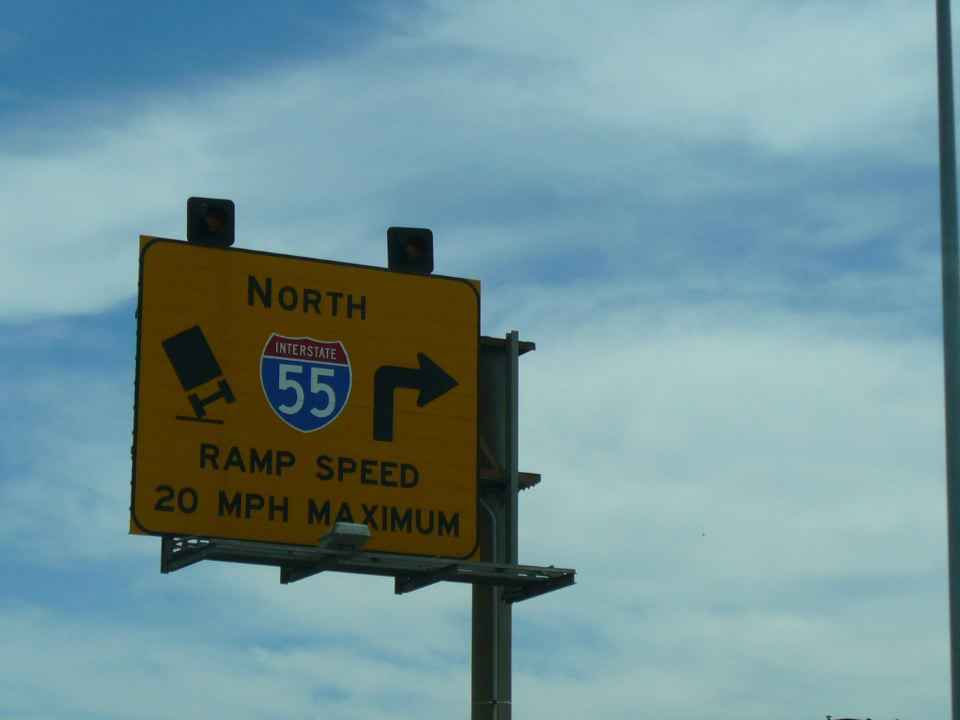 NORTH
INTERSTATE
55
RAMP SPEED
20 MPH MAXIMUM